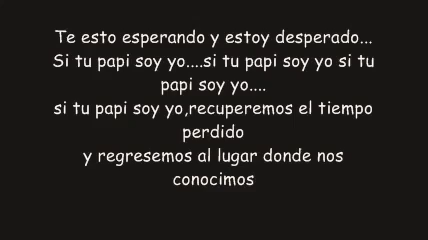 Te esto esperando y estoy desperado...
Si tu papi soy yo....si tu papi soy yo si tu
papi soy yo....
si tu papi soy yo,recuperemos el tiempo
perdido
y regresemos al lugar donde nos
conocimos